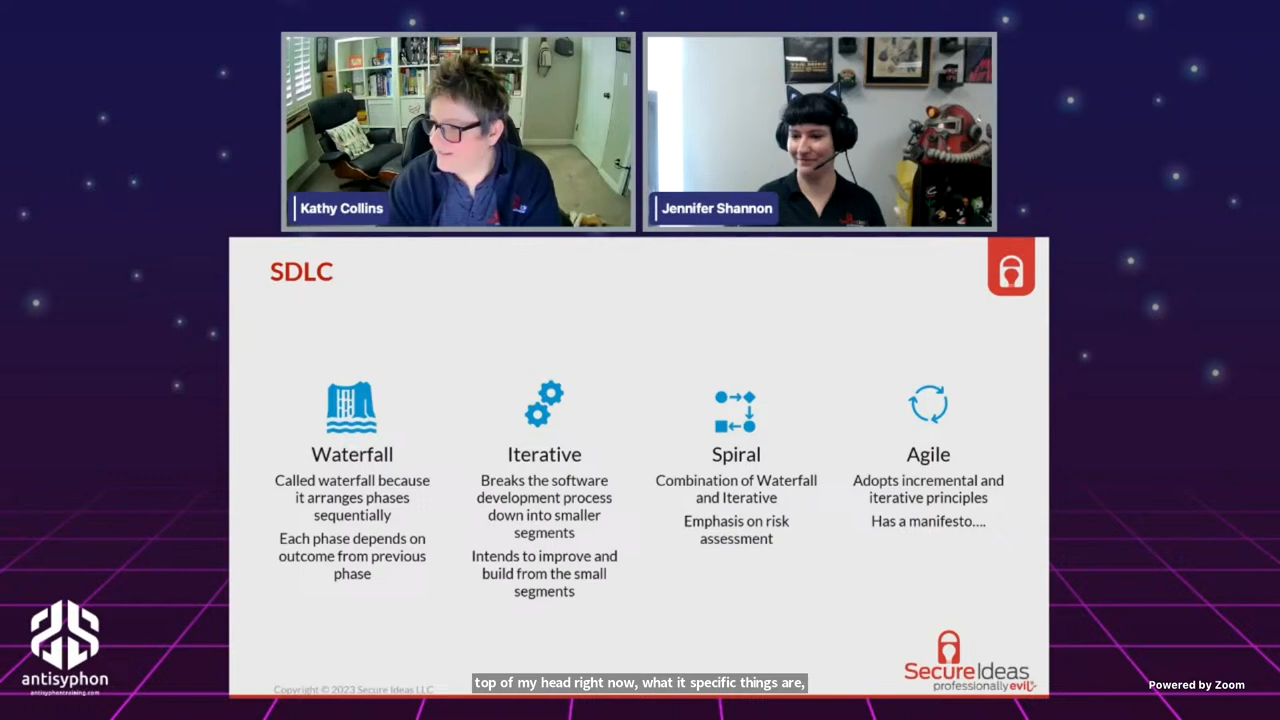 Kathy Collins
Jennifer Shannon
SDLC
Waterfall
Called waterfall because
it arranges phases
sequentially
Each phase depends on
outcome from previous
phase
Iterative
Breaks the software
development process
down into smaller
segments
Intends to improve and
build from the small
segments
Spiral
Combination of Waterfall
and Iterative
Emphasis on risk
assessment
Agile
Adopts incremental and
iterative principles
Has a manifesto....
antisyphon
antisyphontraining.com
Copyright © 2023 Secure Ideas LLC
top of my head right now, what it specific things are,
SecureIdeas
professionallyevil
Powered by Zoom